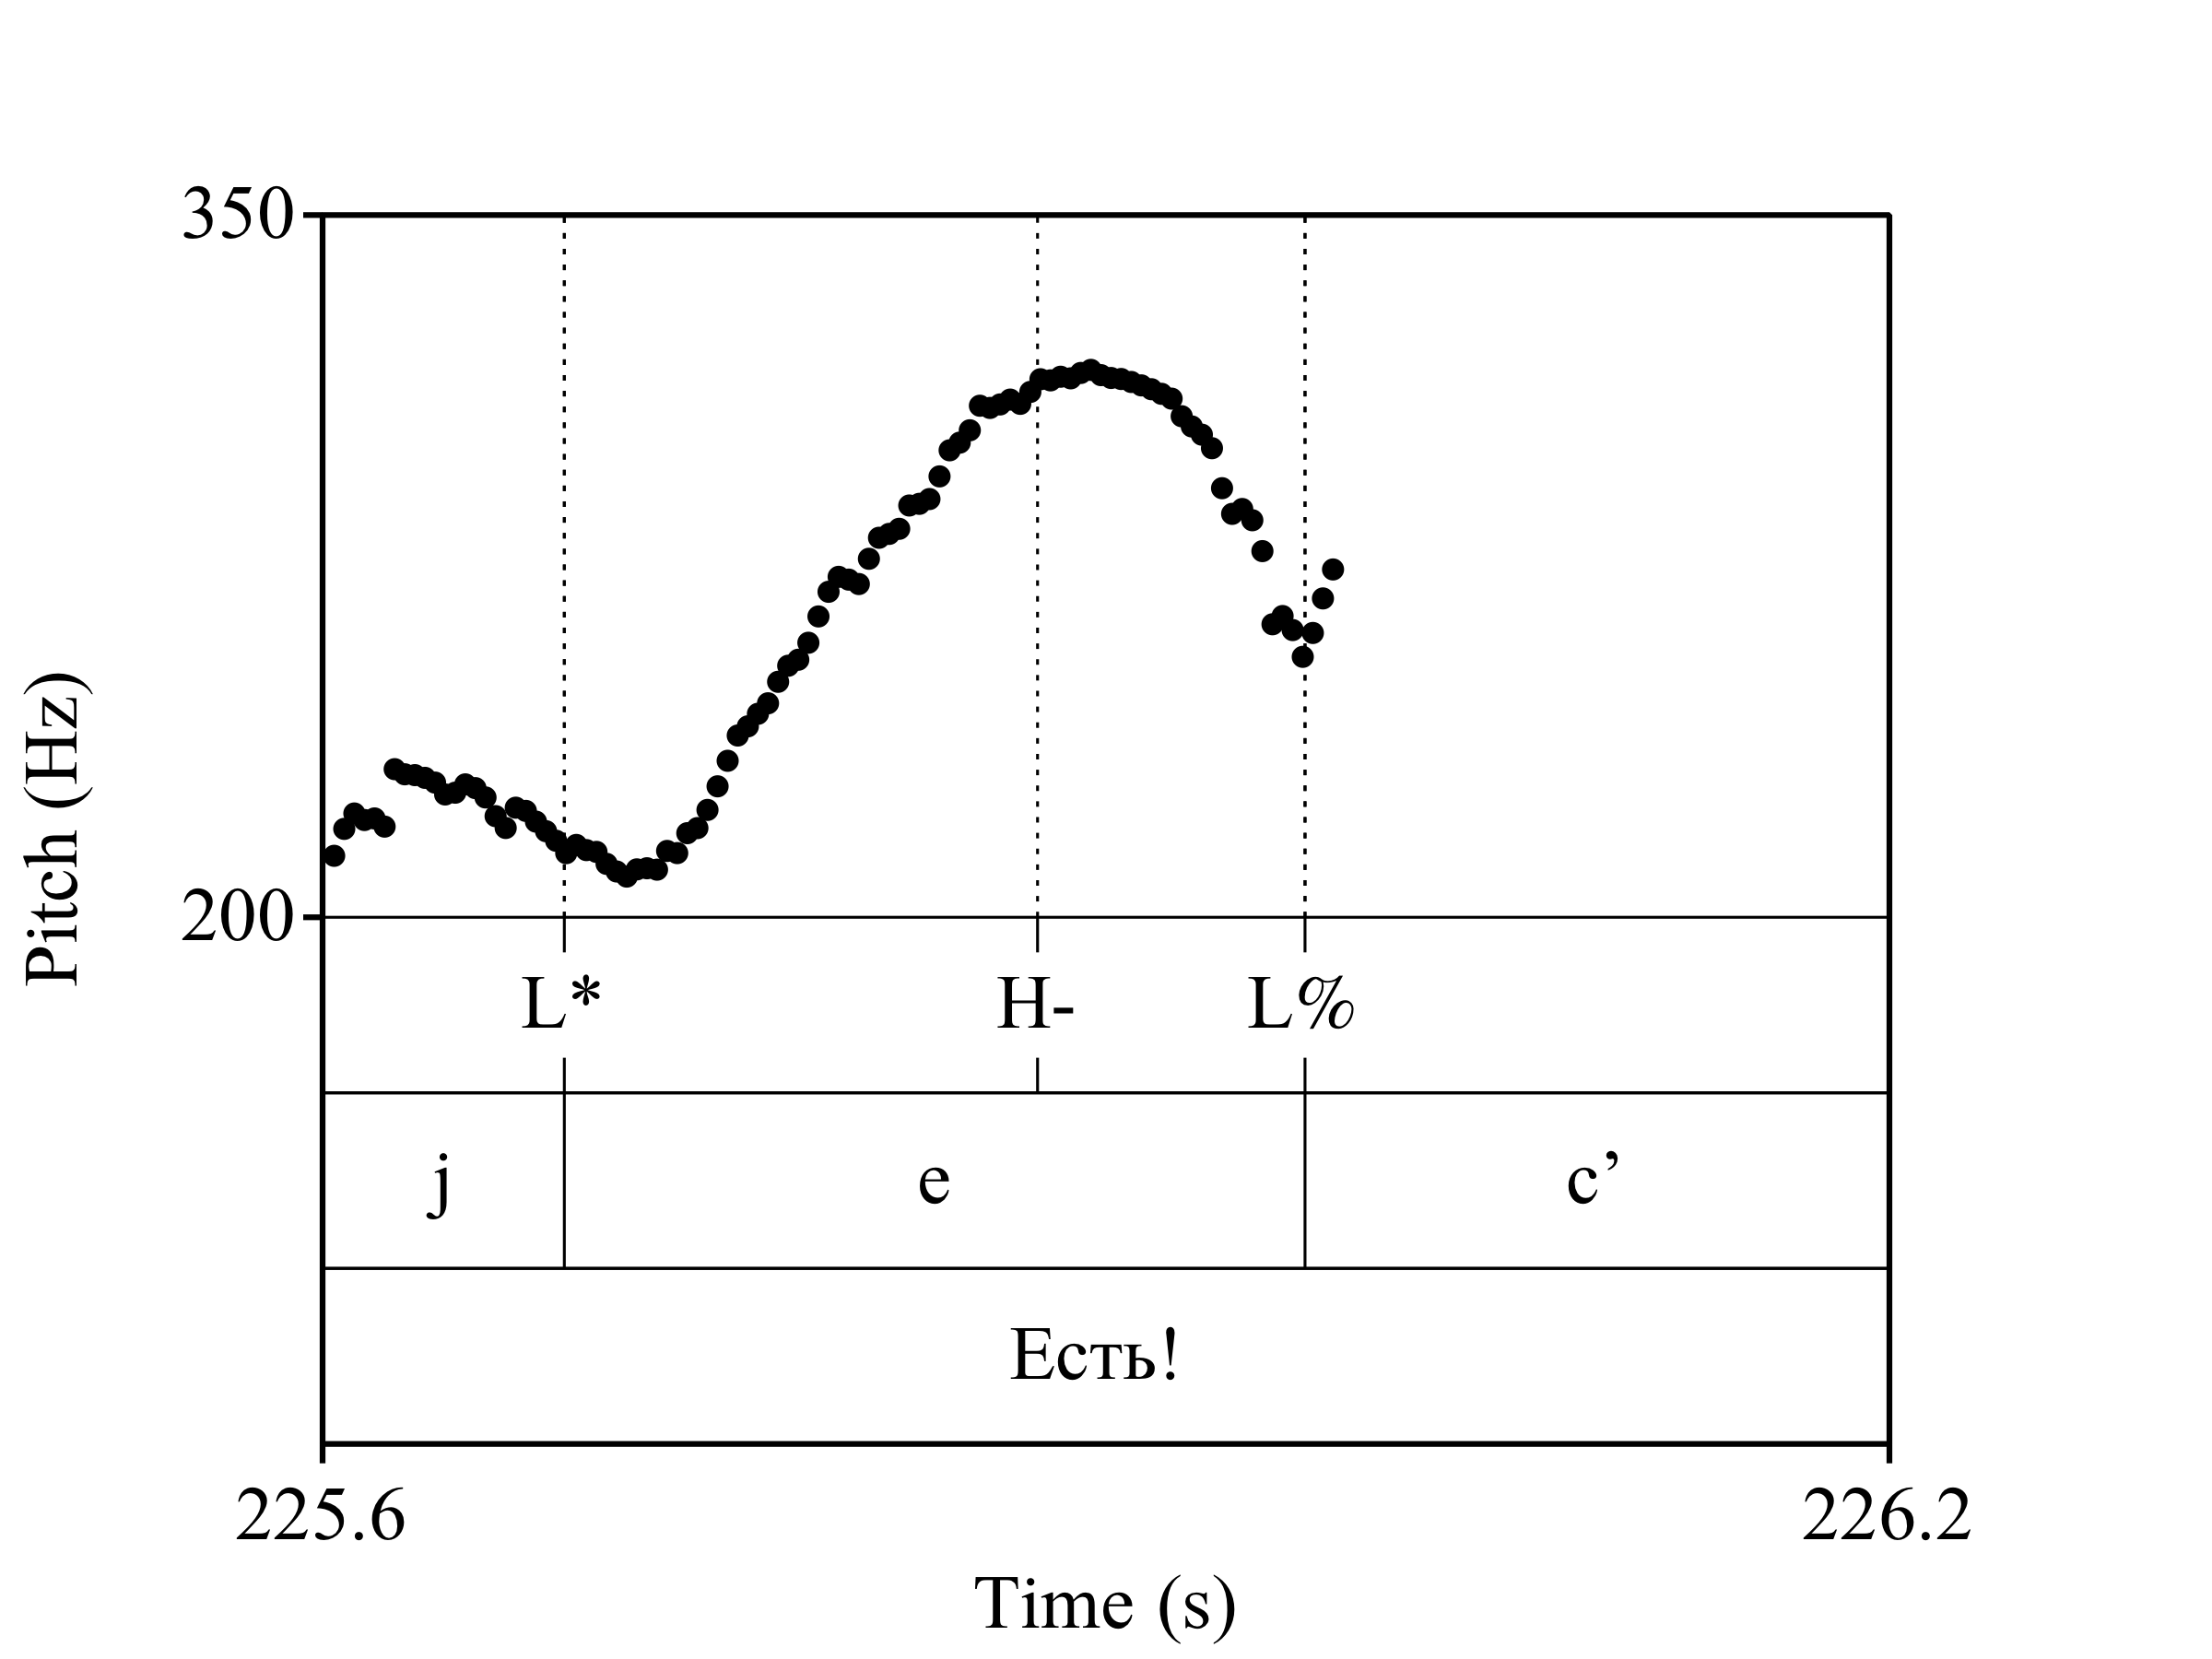 350
Pitch (Hz)
200
L* H- L%
j e c’
Есть!
225.6 226.2
Time (s)